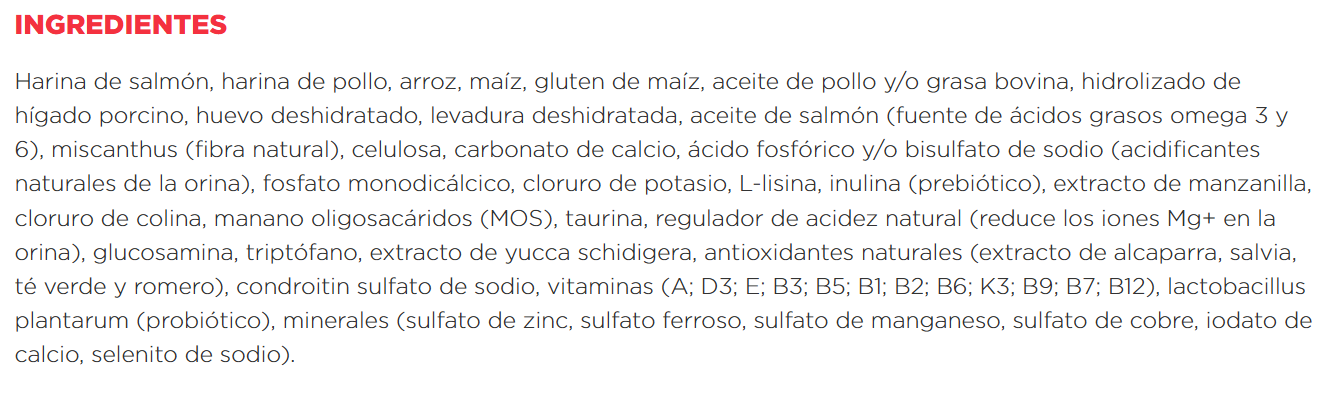 INGREDIENTES
Harina de salmón, harina de pollo, arroz, maíz, gluten de maíz, aceite de pollo y/o grasa bovina, hidrolizado de
hígado porcino, huevo deshidratado, levadura deshidratada, aceite de salmón (fuente de ácidos grasos omega 3 y
6), miscanthus (fibra natural), celulosa, carbonato de calcio, ácido fosfórico y/o bisulfato de sodio (acidificantes
naturales de la orina), fosfato monodicálcico, cloruro de potasio, L-lisina, inulina (prebiótico), extracto de manzanilla,
cloruro de colina, manano oligosacáridos (MOS), taurina, regulador de acidez natural (reduce los iones Mg+ en la
orina), glucosamina, triptófano, extracto de yucca schidigera, antioxidantes naturales (extracto de alcaparra, salvia,
té verde y romero), condroitin sulfato de sodio, vitaminas (A; D3; E; B3; B5; B1; B2; B6; K3; B9; B7; B12), lactobacillus
plantarum (probiótico), minerales (sulfato de zinc, sulfato ferroso, sulfato de manganeso, sulfato de cobre, iodato de
calcio, selenito de sodio).